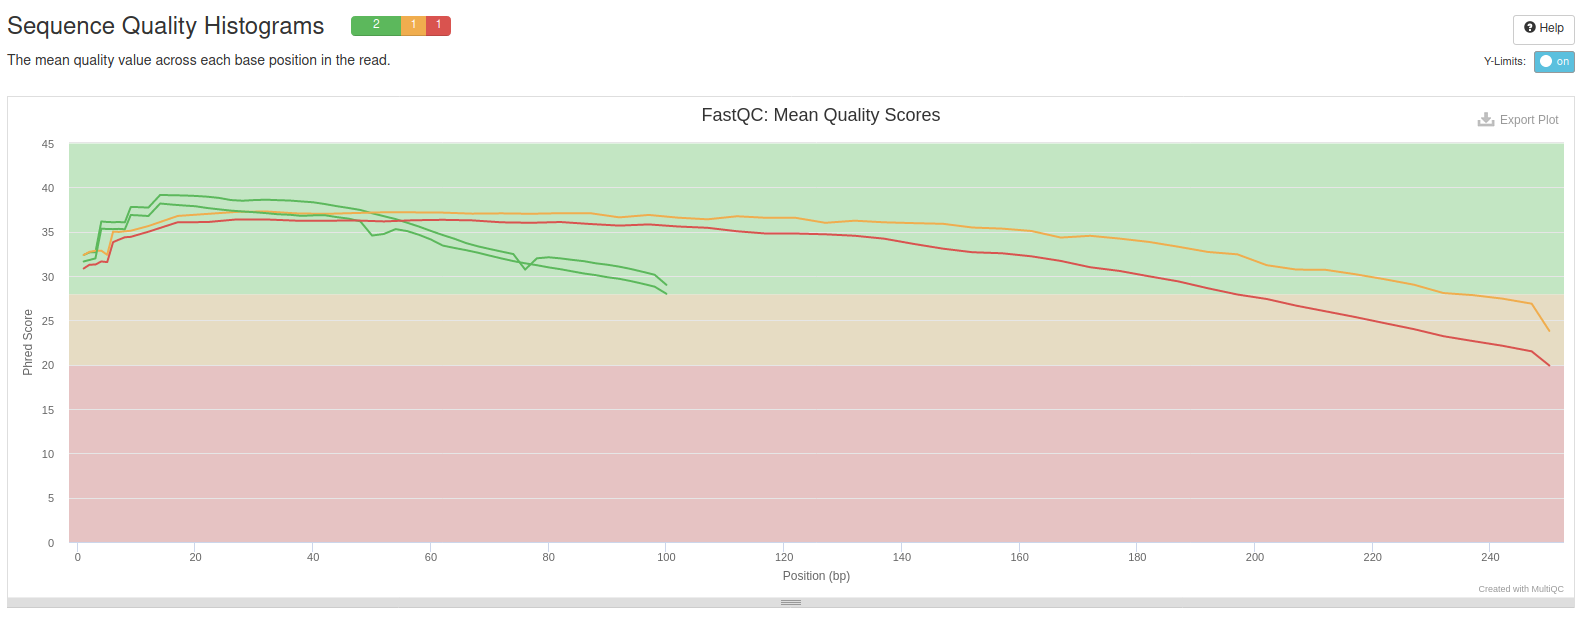 Sequence Quality Histograms 2 1 1
Help
The mean quality value across each base position in the read.
Y-Limits: on
FastQC: Mean Quality Scores
Export Plot
45
40
35
30
25
20
15
10
5
0
Phred Score
0 20 40 60 80 100 120 140 160 180 200 220 240
Position (bp)
Created with MultiQC